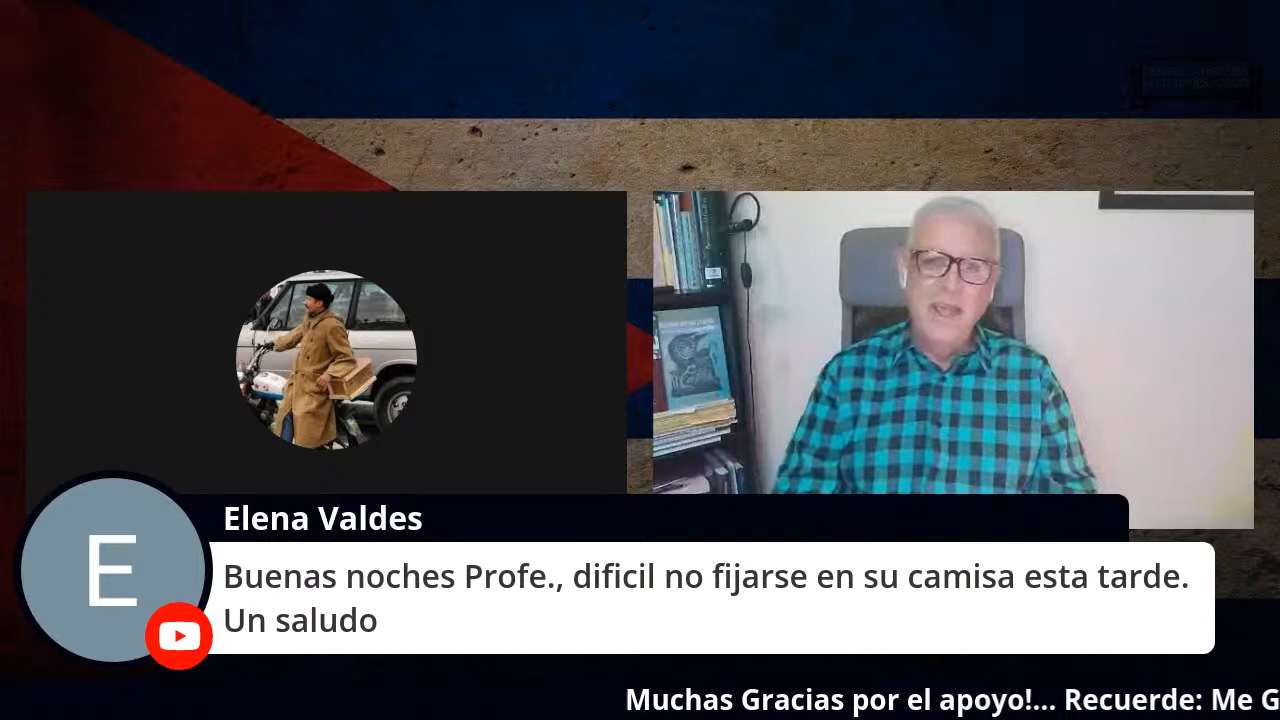 Elena Valdes
Buenas noches Profe., dificil no fijarse en su camisa esta tarde.
Un saludo
Muchas Gracias por el apoyo!... Recuerde: Me G